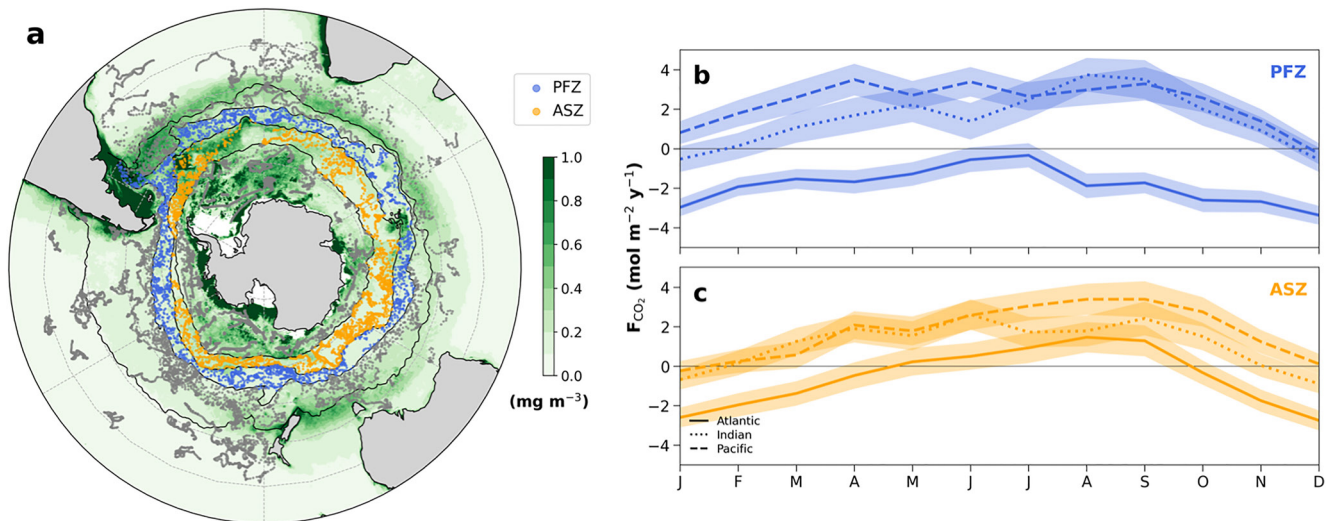 a
PFZ
ASZ
1.0
0.8
0.6
0.4
0.2
0.0
(mg m⁻³)
b
PFZ
4
2
0
−2
−4
F_CO₂ (mol m⁻² y⁻¹)
c
ASZ
4
2
0
−2
−4
Atlantic
Indian
Pacific
J F M A M J J A S O N D